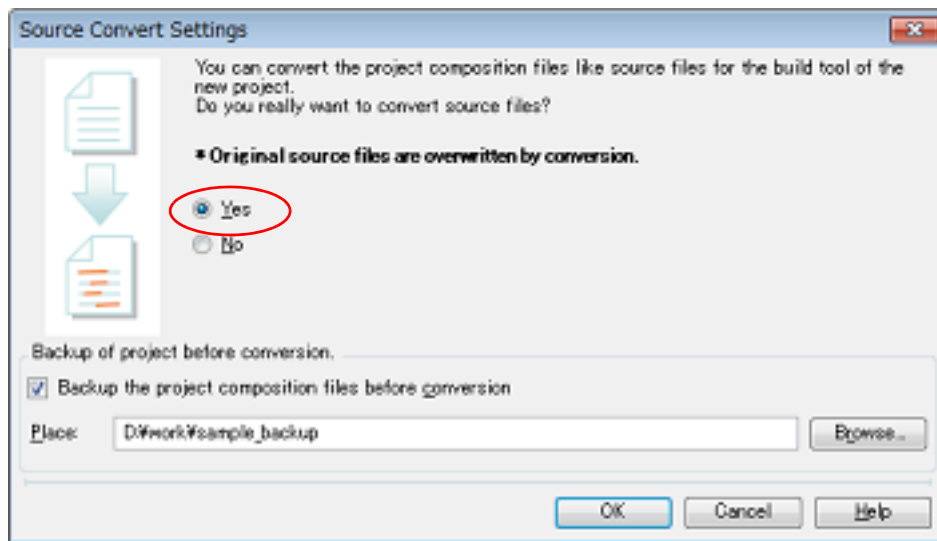 Source Convert Settings
You can convert the project composition files like source files for the build tool of the
new project.
Do you really want to convert source files?
* Original source files are overwritten by conversion.
Yes
No
Backup of project before conversion.
Backup the project composition files before conversion
Place: D:¥work¥sample_backup Browse...
OK Cancel Help